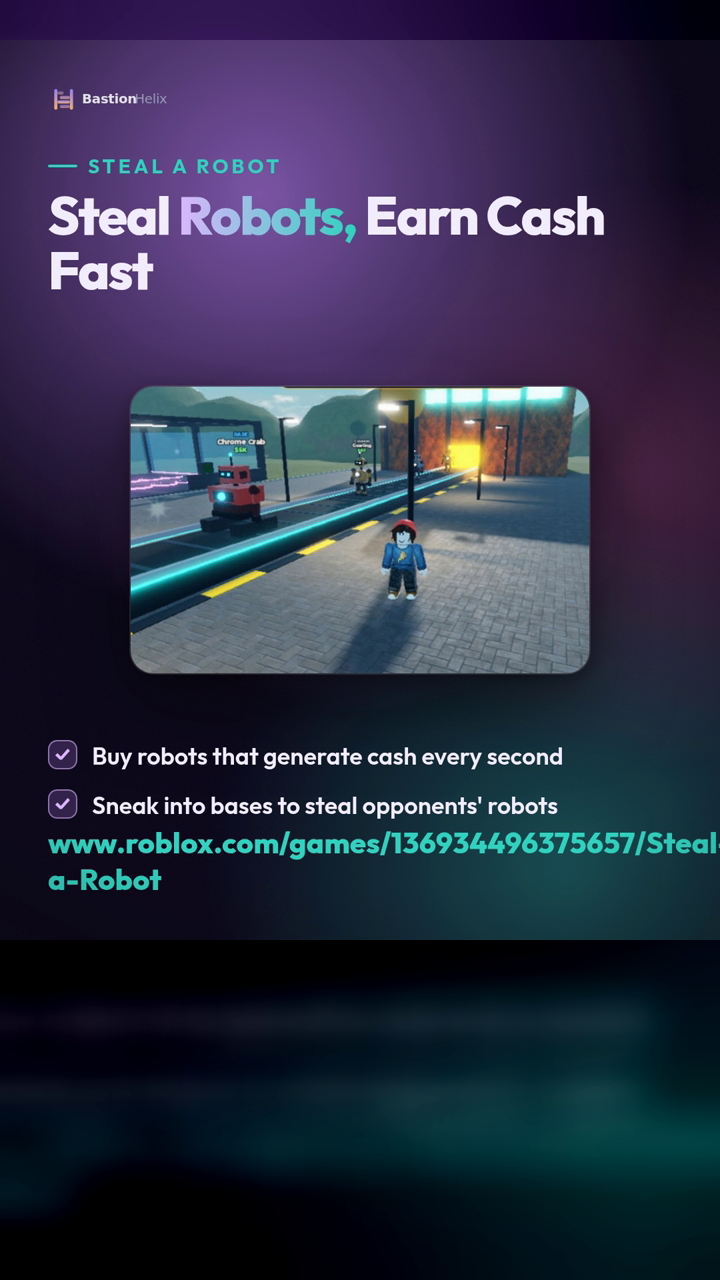 BastionHelix
STEAL A ROBOT
Steal Robots, Earn Cash
Fast
Chrome Crab
$5K
Buy robots that generate cash every second
Sneak into bases to steal opponents' robots
www.roblox.com/games/136934496375657/Steal-
a-Robot